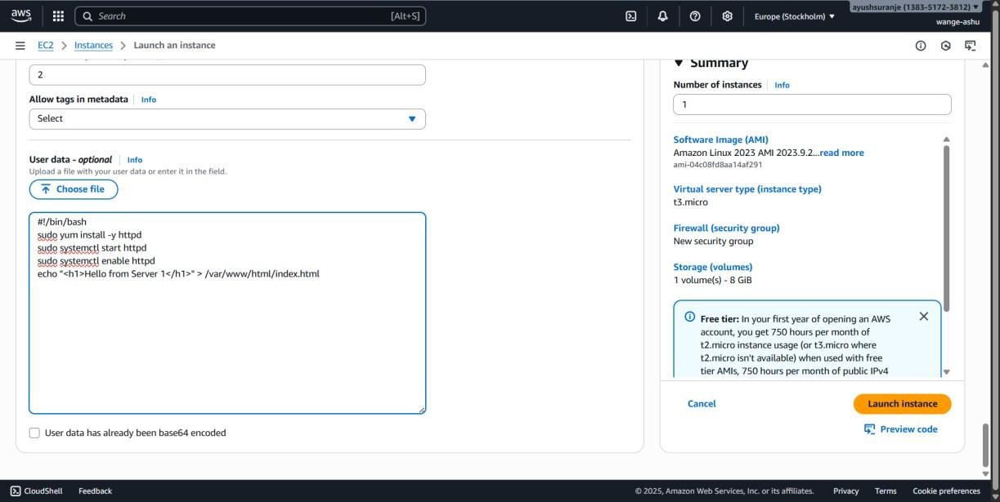 aws
Search
[Alt+S]
Europe (Stockholm)
ayushsuranje (1383-5172-3812)
wange-ashu
EC2
Instances
Launch an instance
2
Allow tags in metadata
Info
Select
User data - optional
Info
Upload a file with your user data or enter it in the field.
Choose file
#!/bin/bash
sudo yum install -y httpd
sudo systemctl start httpd
sudo systemctl enable httpd
echo "<h1>Hello from Server 1</h1>" > /var/www/html/index.html
User data has already been base64 encoded
Summary
Number of instances
Info
1
Software Image (AMI)
Amazon Linux 2023 AMI 2023.9.2...read more
ami-04c08fd8aa14af291
Virtual server type (instance type)
t3.micro
Firewall (security group)
New security group
Storage (volumes)
1 volume(s) - 8 GiB
Free tier: In your first year of opening an AWS
account, you get 750 hours per month of
t2.micro instance usage (or t3.micro where
t2.micro isn't available) when used with free
tier AMIs, 750 hours per month of public IPv4
Cancel
Launch instance
Preview code
CloudShell
Feedback
© 2025, Amazon Web Services, Inc. or its affiliates.
Privacy
Terms
Cookie preferences